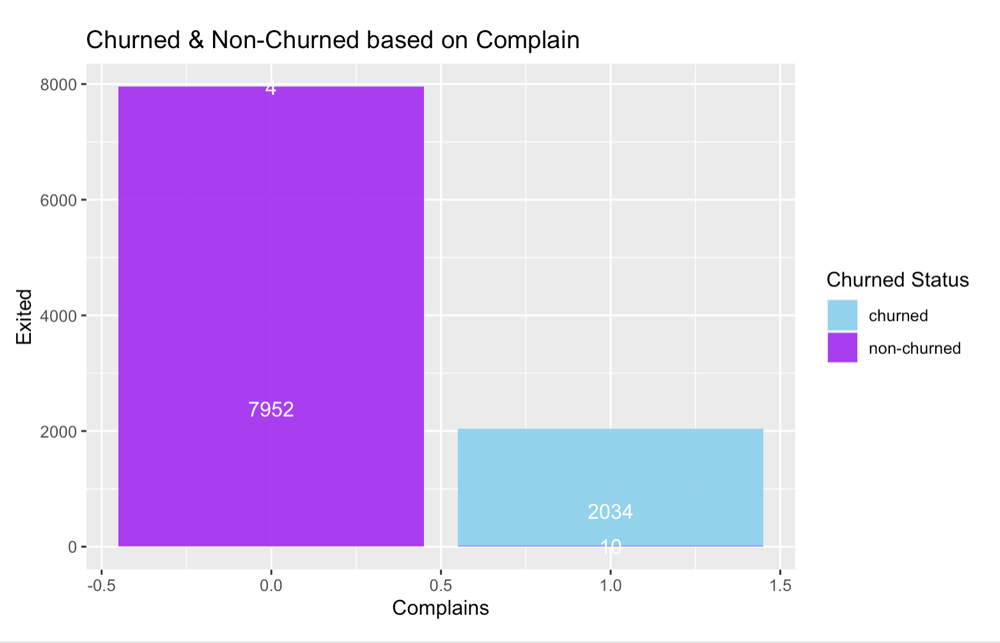 Churned & Non-Churned based on Complain
8000
6000
4000
2000
0
Exited
4
7952
2034
10
-0.5
0.0
0.5
1.0
1.5
Complains
Churned Status
churned
non-churned